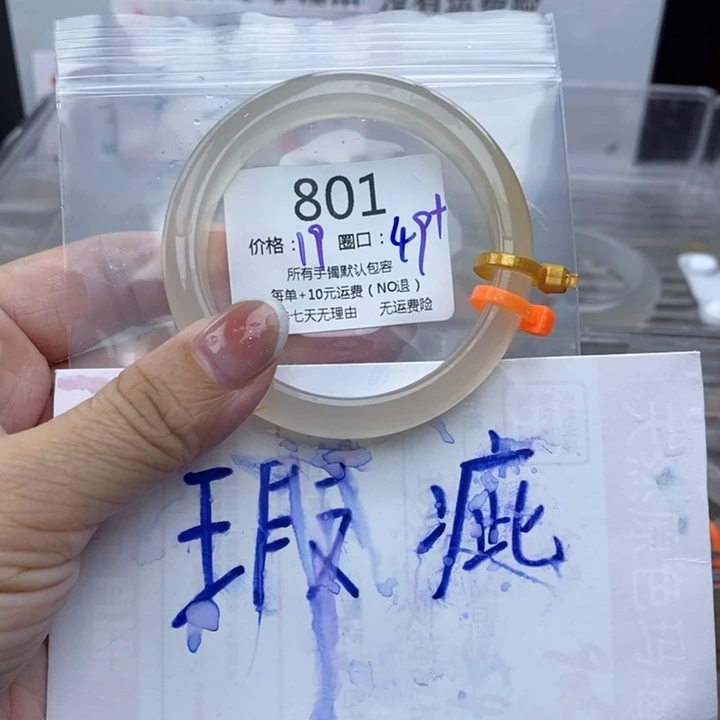 801
价格：19 圈口：49+
所有手镯默认包容
每单+10元运费（NO退）
七天无理由 无运费险
瑕疵